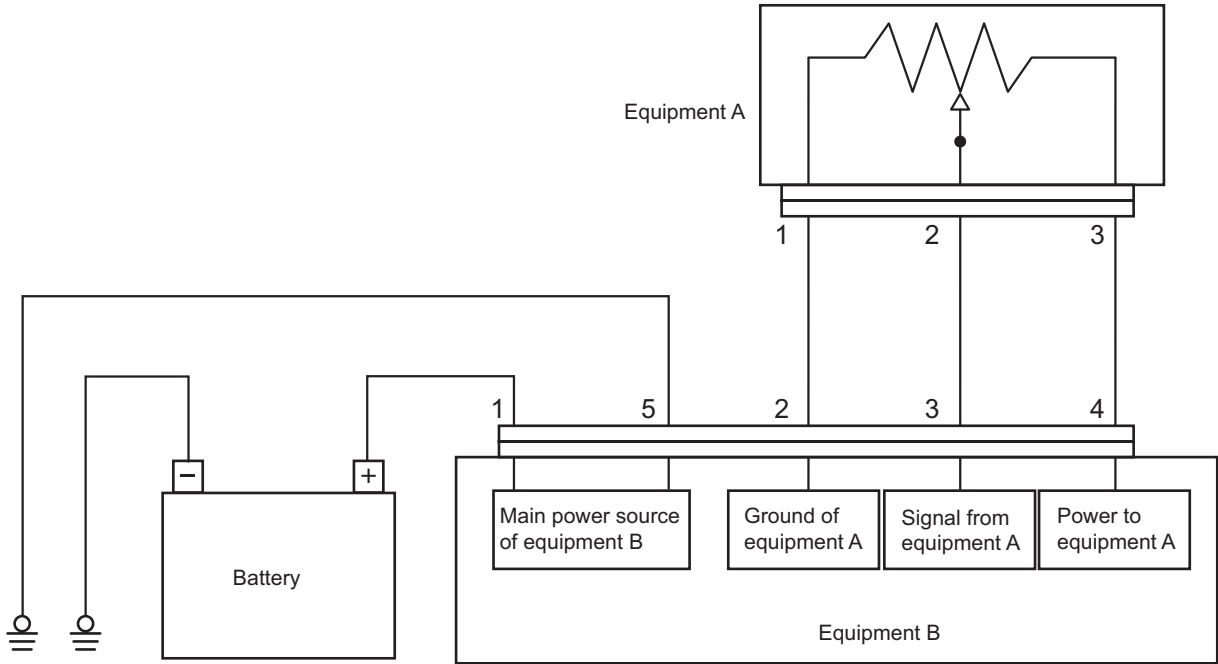 Equipment A
1 2 3
1 5 2 3 4
− +
Main power source
of equipment B
Ground of
equipment A
Signal from
equipment A
Power to
equipment A
Battery
Equipment B